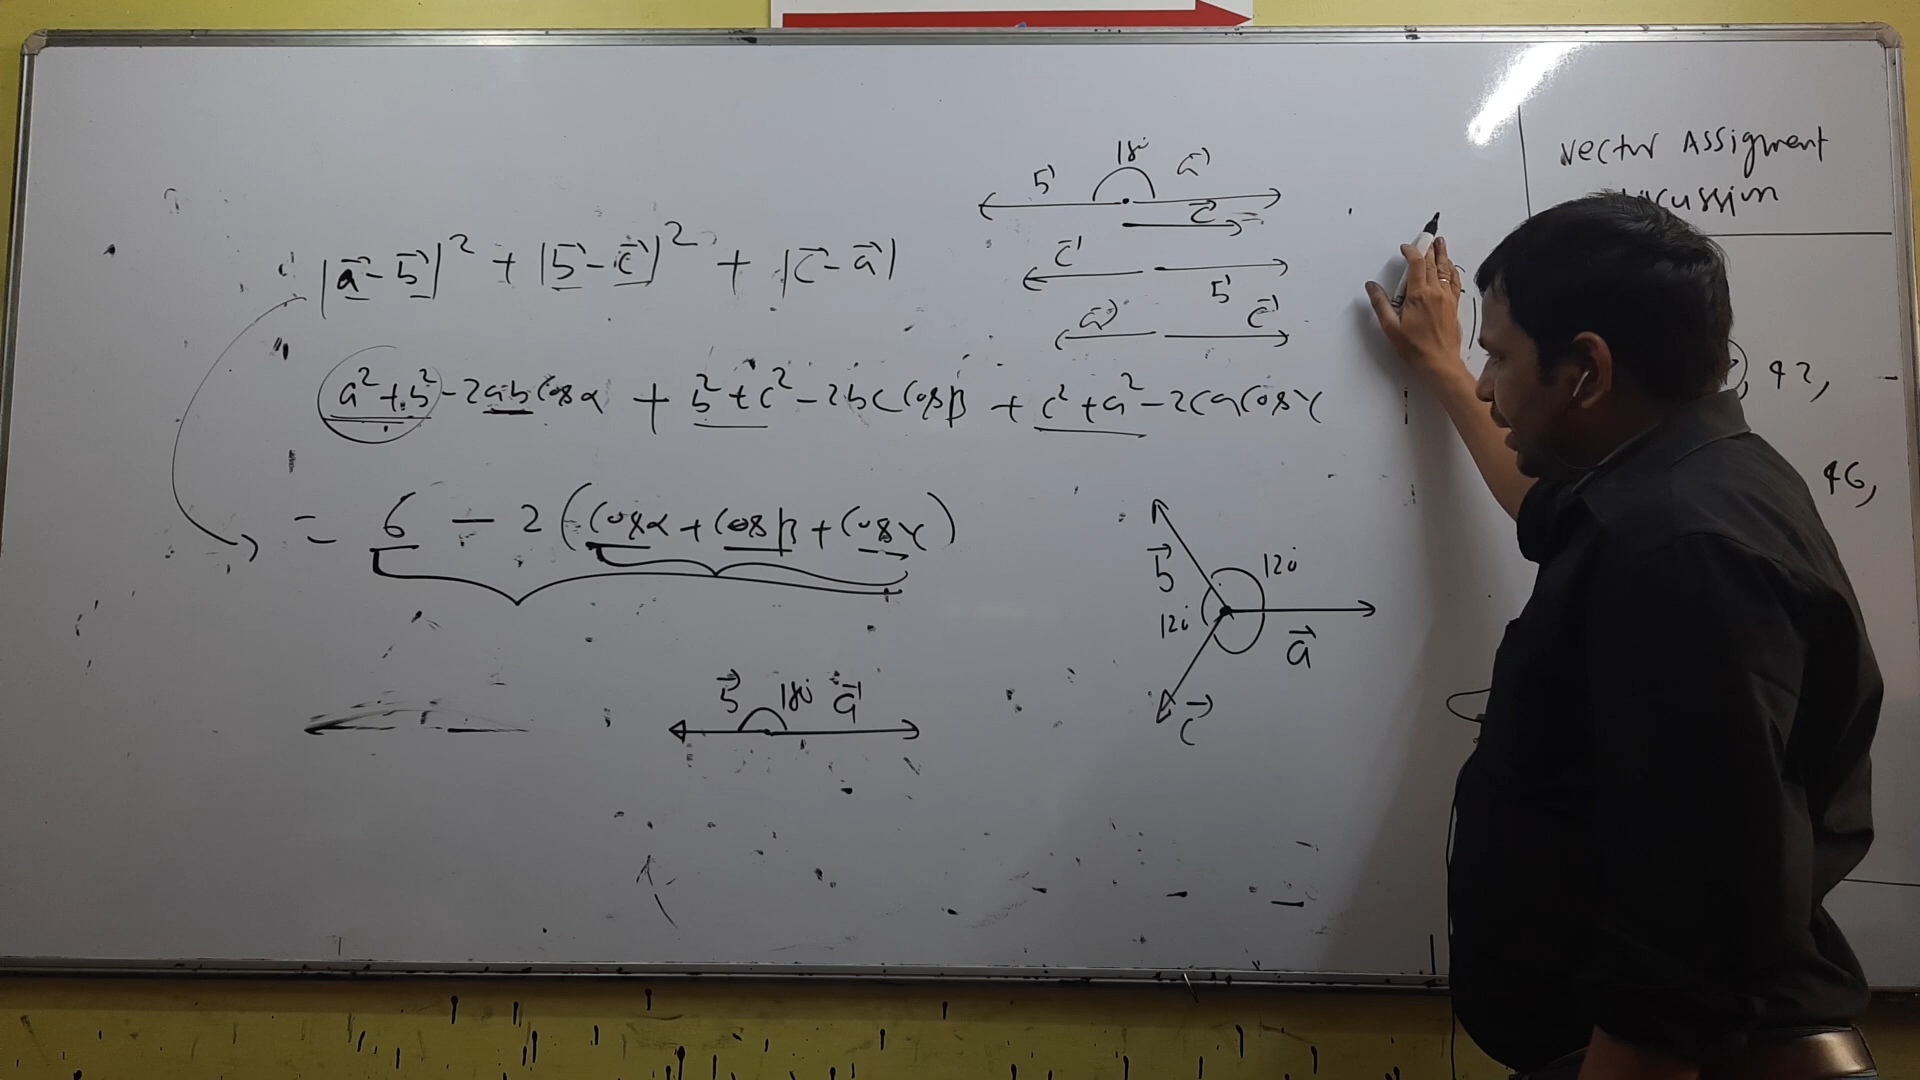 Vector Assigment
42,
46,
|a⃗ - b⃗|² + |b⃗ - c⃗|² + |c⃗ - a⃗|
a² + b² - 2ab Cos α + b² + c² - 2bc Cos β + c² + a² - 2ca Cos γ
= 6 - 2 (Cos α + Cos β + Cos γ)
b⃗ 180 a⃗
b⃗ 180 a⃗
c⃗
c⃗ b⃗
a⃗ c⃗
b⃗ 120
120
a⃗
c⃗